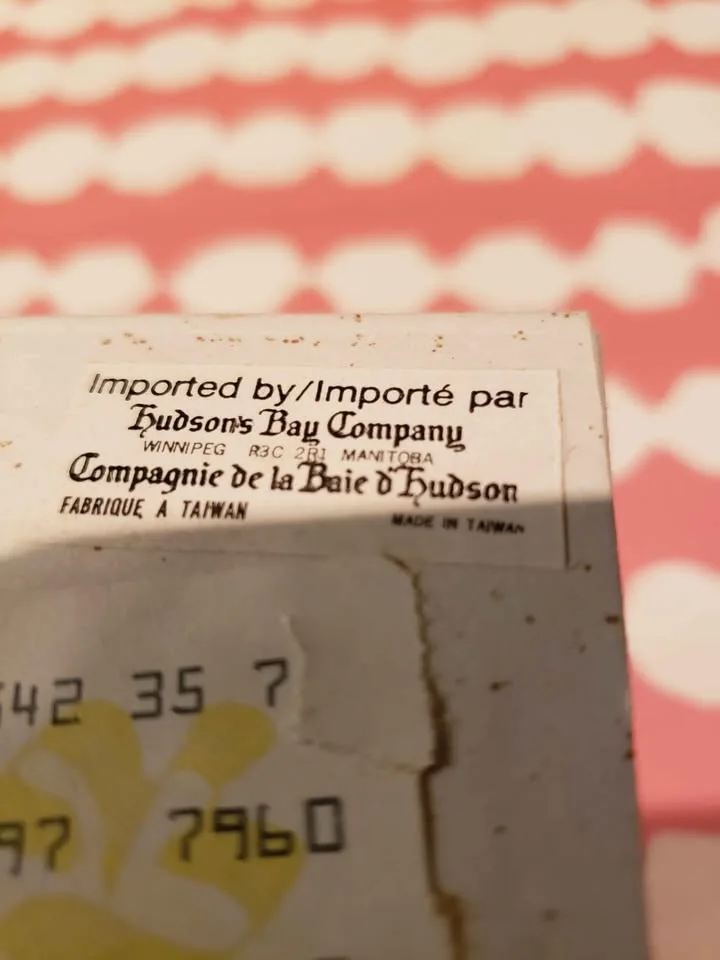 Imported by/Importé par
Hudson's Bay Company
WINNIPEG R3C 2R1 MANITOBA
Compagnie de la Baie d'Hudson
FABRIQUE A TAIWAN MADE IN TAIWAN
542 35 7
97 7960